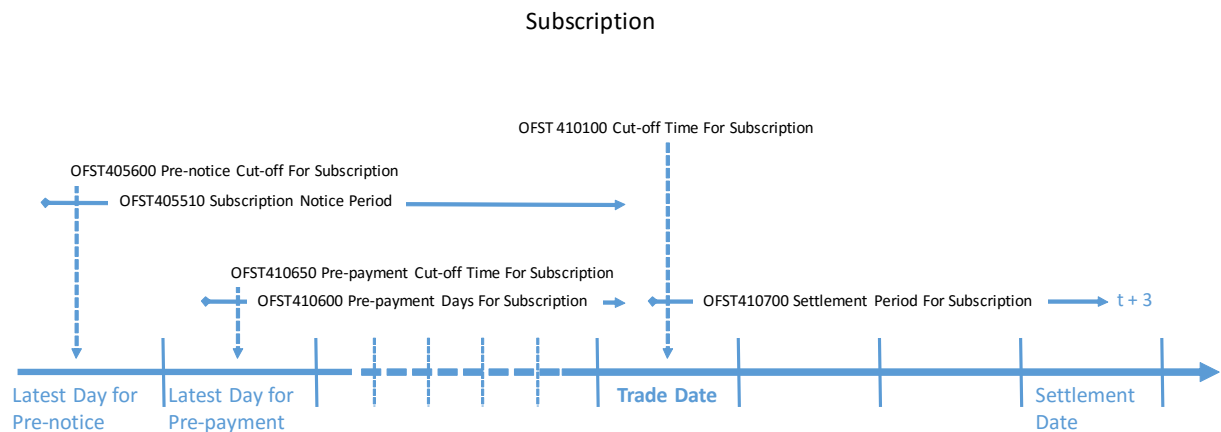 Subscription
OFST 410100 Cut-off Time For Subscription
OFST405600 Pre-notice Cut-off For Subscription
OFST405510 Subscription Notice Period
OFST410650 Pre-payment Cut-off Time For Subscription
OFST410600 Pre-payment Days For Subscription
OFST410700 Settlement Period For Subscription
t + 3
Latest Day for
Pre-notice
Latest Day for
Pre-payment
Trade Date
Settlement
Date